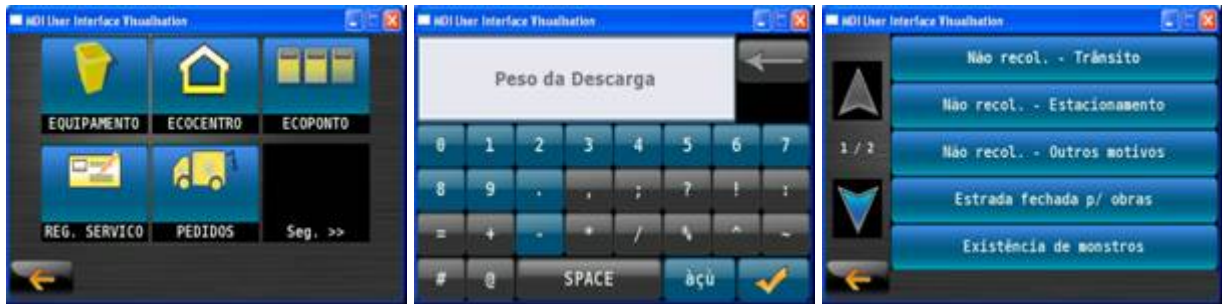 MDI User Interface Visualisation
EQUIPAMENTO ECOCENTRO ECOPONTO
REG. SERVICO PEDIDOS Seg. >>
MDI User Interface Visualisation
Peso da Descarga
0 1 2 3 4 5 6 7
8 9 . , ; ? ! :
= + - * / % ^ ~
# @ SPACE àçù
MDI User Interface Visualisation
Não recol. - Trânsito
Não recol. - Estacionamento
1 / 2
Não recol. - Outros motivos
Estrada fechada p/ obras
Existência de monstros